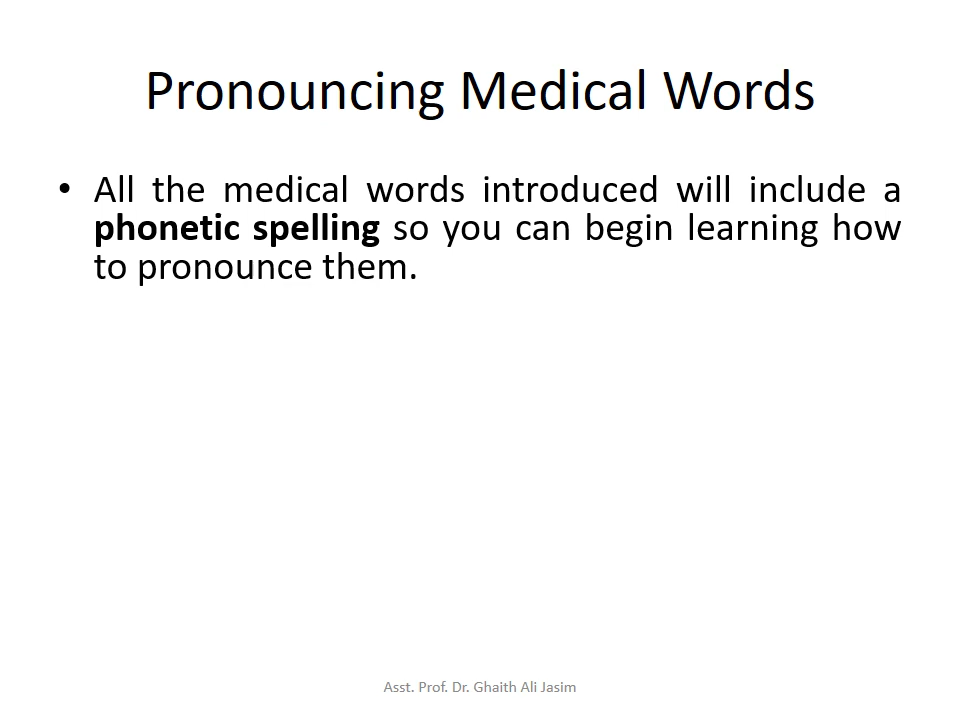 Pronouncing Medical Words
• All the medical words introduced will include a
phonetic spelling so you can begin learning how
to pronounce them.
Asst. Prof. Dr. Ghaith Ali Jasim